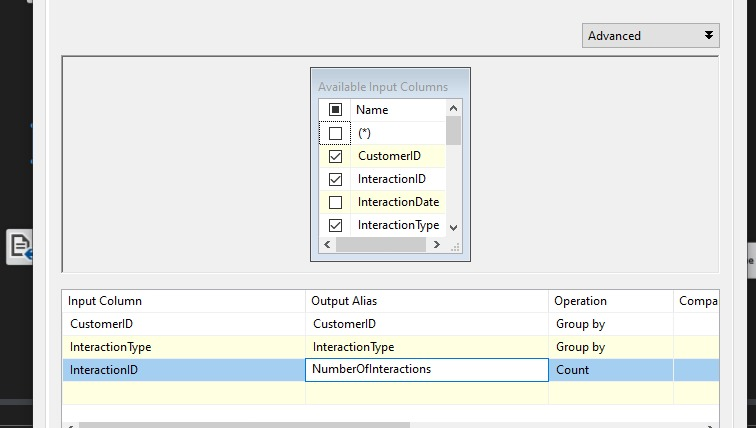 Advanced
Available Input Columns
Name
(*)
CustomerID
InteractionID
InteractionDate
InteractionType
Input Column Output Alias Operation Compa
CustomerID CustomerID Group by
InteractionType InteractionType Group by
InteractionID NumberOfInteractions Count